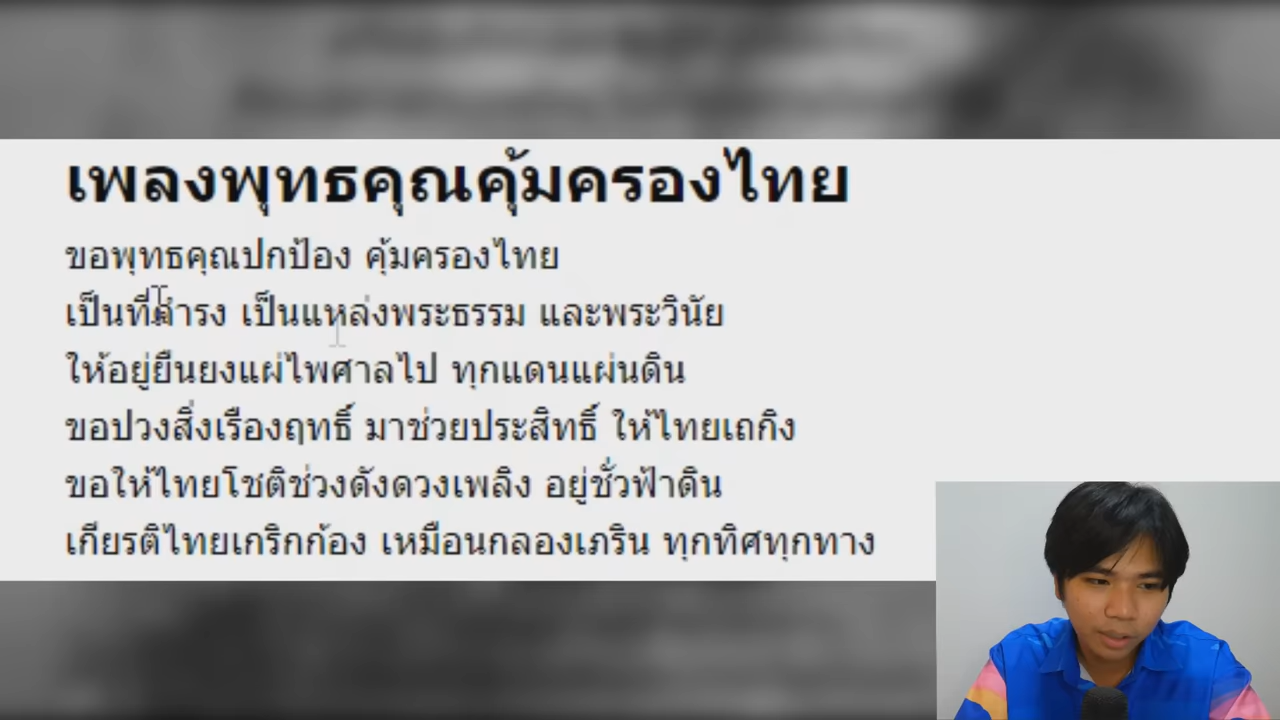 เพลงพุทธคุณคุ้มครองไทย
ขอพุทธคุณปกป้อง คุ้มครองไทย
เป็นที่ดำรง เป็นแหล่งพระธรรม และพระวินัย
ให้อยู่ยืนยงแผ่ไพศาลไป ทุกแดนแผ่นดิน
ขอปวงสิ่งเรืองฤทธิ์ มาช่วยประสิทธิ์ ให้ไทยเถกิง
ขอให้ไทยโชติช่วงดังดวงเพลิง อยู่ชั่วฟ้าดิน
เกียรติไทยเกริกก้อง เหมือนกลองเภริน ทุกทิศทุกทาง